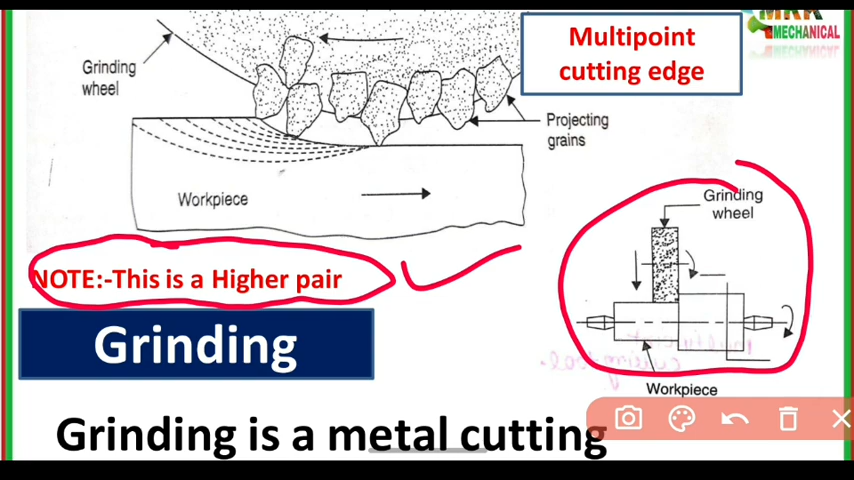 MRK
MECHANICAL
Multipoint
cutting edge
Grinding
wheel
Projecting
grains
Workpiece
Grinding
wheel
NOTE:-This is a Higher pair
Grinding
Workpiece
Grinding is a metal cutting